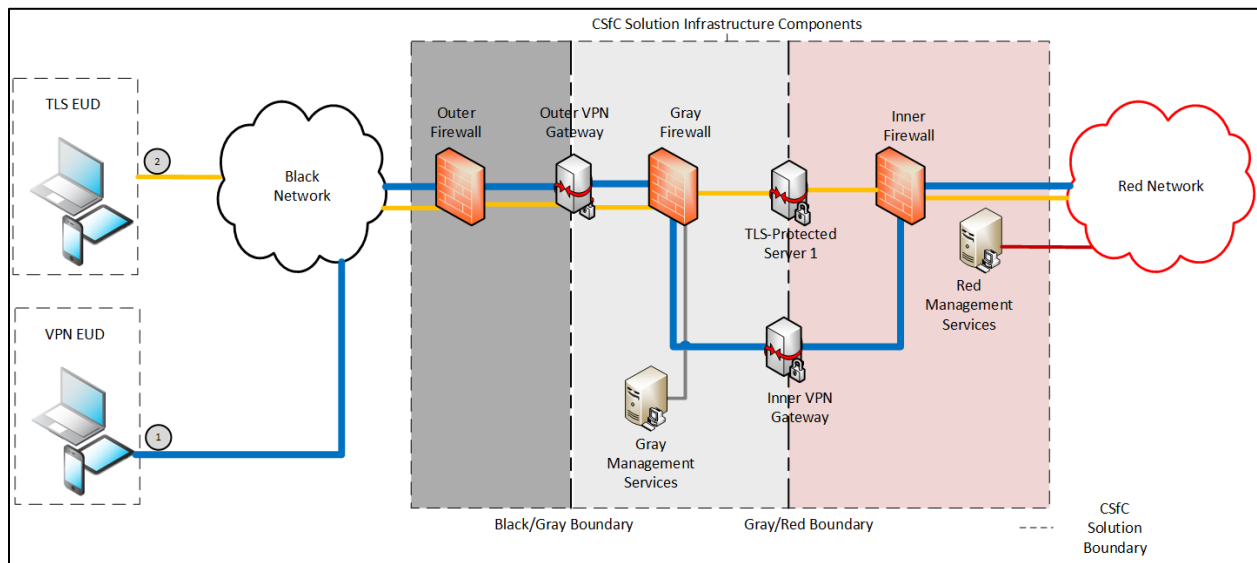 CSfC Solution Infrastructure Components
TLS EUD
2
Black
Network
VPN EUD
1
Outer
Firewall
Outer VPN
Gateway
Gray
Firewall
TLS-Protected
Server 1
Inner
Firewall
Red Network
Red
Management
Services
Inner VPN
Gateway
Gray
Management
Services
Black/Gray Boundary
Gray/Red Boundary
CSfC
Solution
Boundary